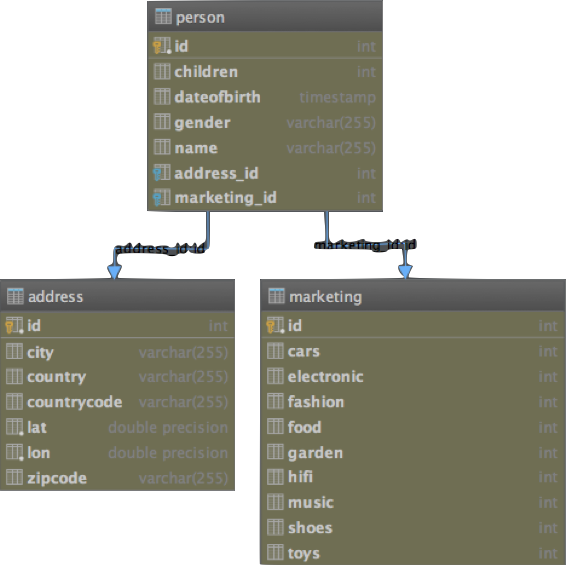 person
id int
children int
dateofbirth timestamp
gender varchar(255)
name varchar(255)
address_id int
marketing_id int
address_id:id
marketing_id:id
address
id int
city varchar(255)
country varchar(255)
countrycode varchar(255)
lat double precision
lon double precision
zipcode varchar(255)
marketing
id int
cars int
electronic int
fashion int
food int
garden int
hifi int
music int
shoes int
toys int